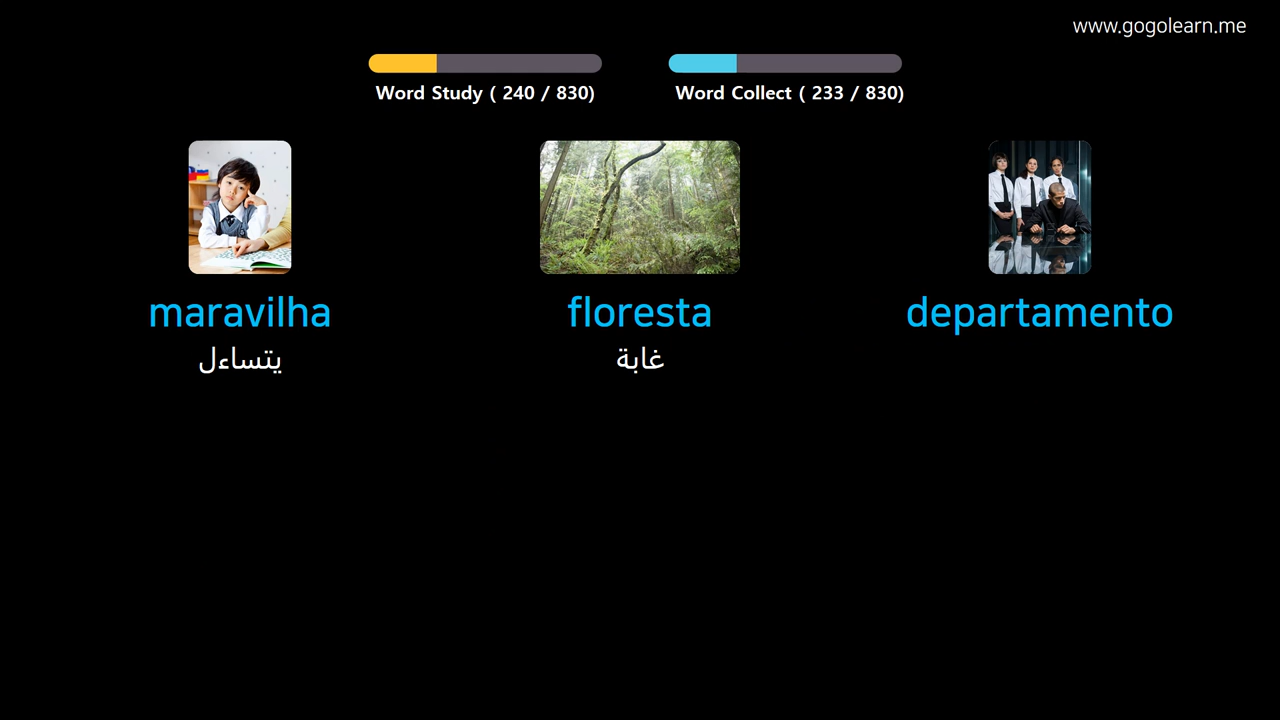 www.gogolearn.me
Word Study ( 240 / 830)
Word Collect ( 233 / 830)
maravilha
floresta
departamento
يتساءل
غابة